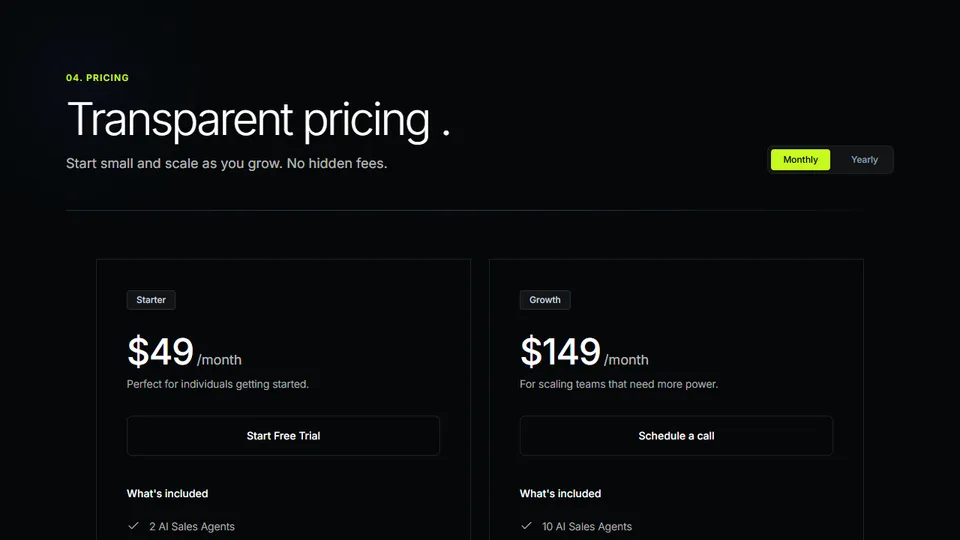 04. PRICING
Transparent pricing .
Start small and scale as you grow. No hidden fees.
Monthly
Yearly
Starter
$49 /month
Perfect for individuals getting started.
Start Free Trial
What's included
2 AI Sales Agents
Growth
$149 /month
For scaling teams that need more power.
Schedule a call
What's included
10 AI Sales Agents